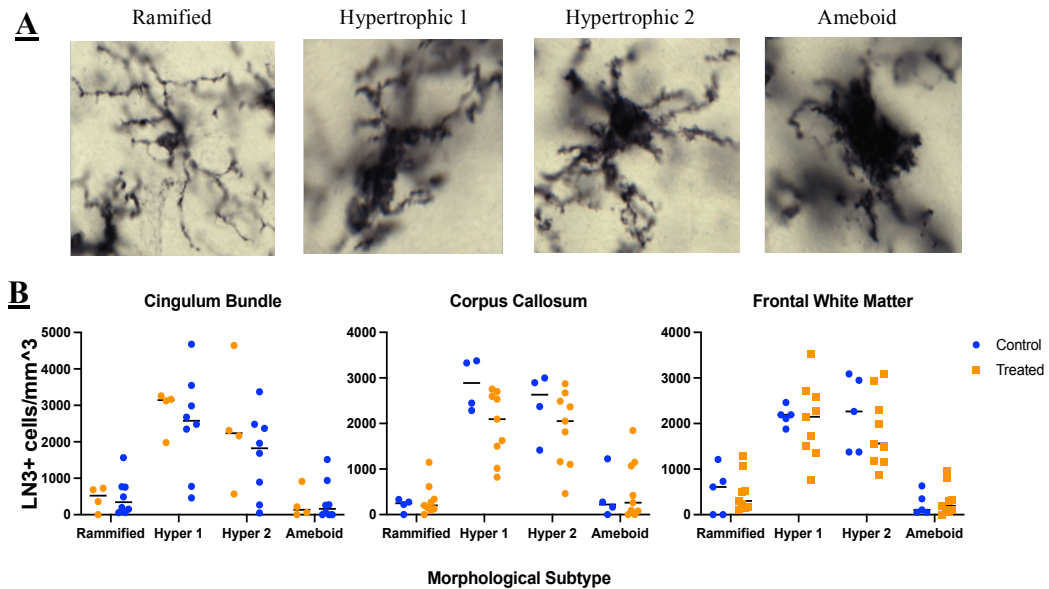 A
Ramified
Hypertrophic 1
Hypertrophic 2
Ameboid
B
Cingulum Bundle
Corpus Callosum
Frontal White Matter
LN3+ cells/mm^3
5000
4000
3000
2000
1000
0
Rammified
Hyper 1
Hyper 2
Ameboid
4000
3000
2000
1000
0
Rammified
Hyper 1
Hyper 2
Ameboid
4000
3000
2000
1000
0
Rammified
Hyper 1
Hyper 2
Ameboid
Control
Treated
Morphological Subtype